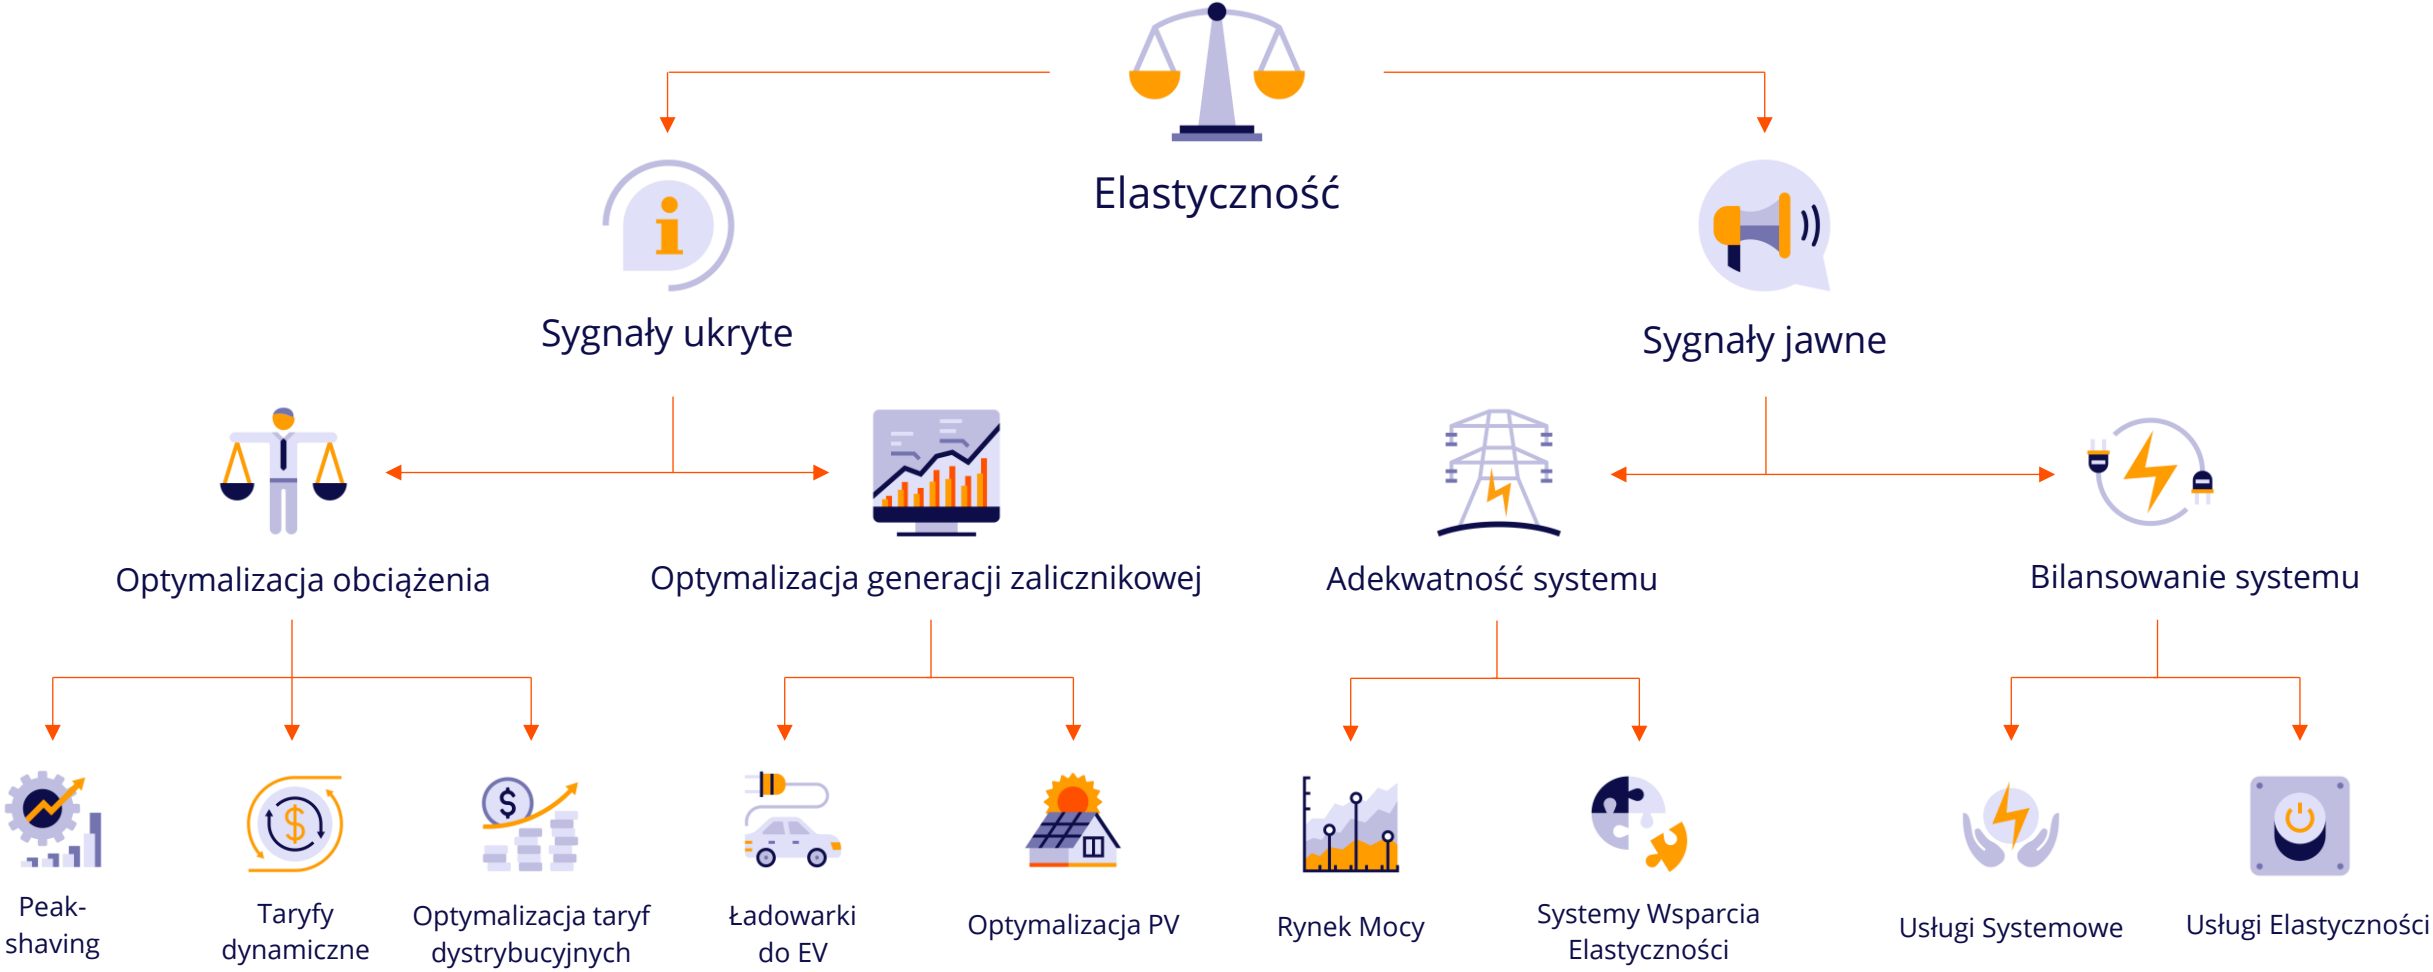 Elastyczność
Sygnały ukryte
Sygnały jawne
Optymalizacja obciążenia
Optymalizacja generacji zalicznikowej
Adekwatność systemu
Bilansowanie systemu
Peak-
shaving
Taryfy
dynamiczne
Optymalizacja taryf
dystrybucyjnych
Ładowarki
do EV
Optymalizacja PV
Rynek Mocy
Systemy Wsparcia
Elastyczności
Usługi Systemowe
Usługi Elastyczności